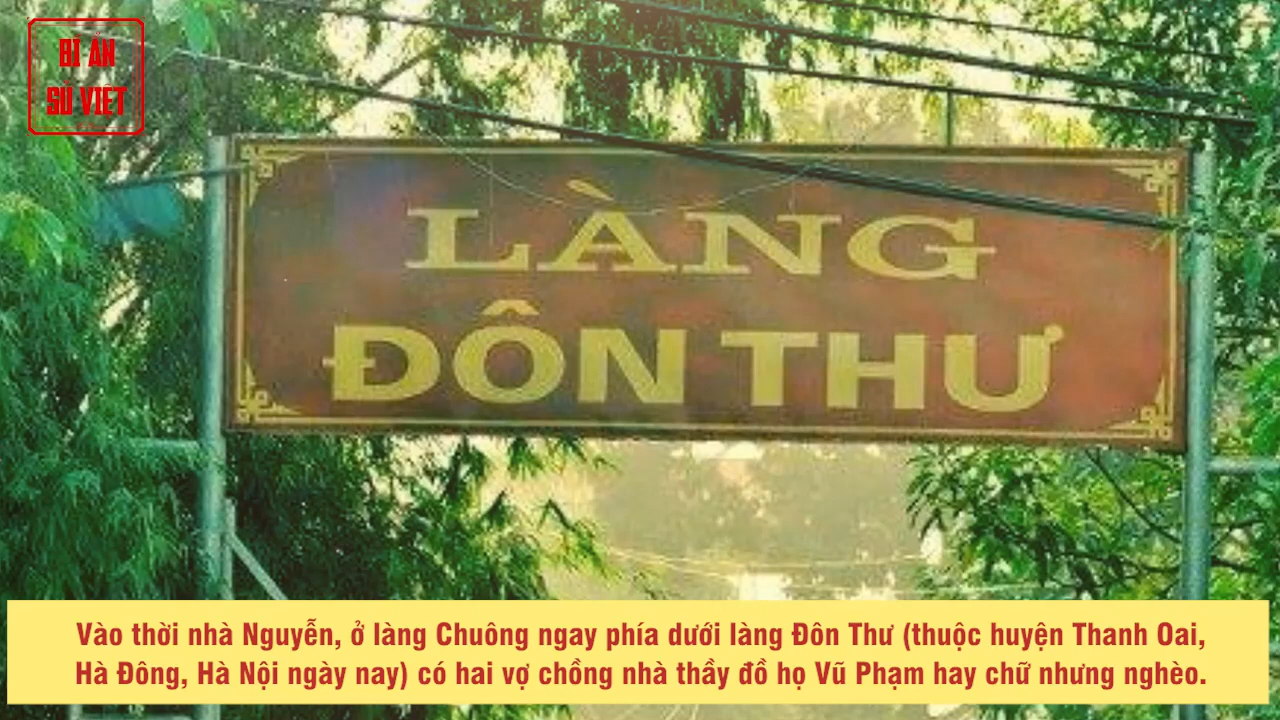 BÍ ẨN
SỬ VIỆT
LÀNG
ĐÔN THƯ
Vào thời nhà Nguyễn, ở làng Chuông ngay phía dưới làng Đôn Thư (thuộc huyện Thanh Oai,
Hà Đông, Hà Nội ngày nay) có hai vợ chồng nhà thầy đồ họ Vũ Phạm hay chữ nhưng nghèo.